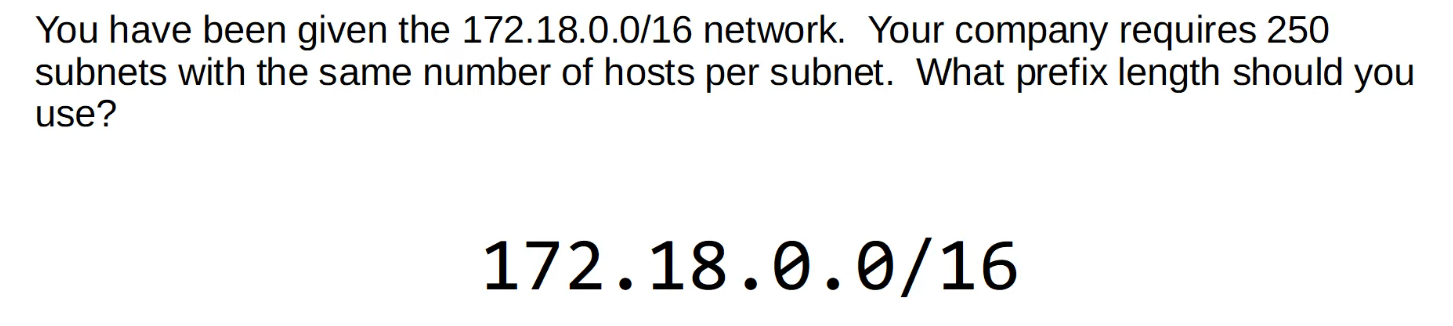 You have been given the 172.18.0.0/16 network.  Your company requires 250
subnets with the same number of hosts per subnet.  What prefix length should you
use?
172.18.0.0/16